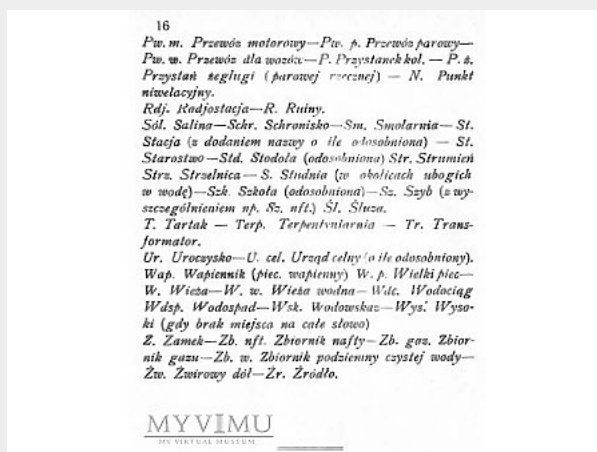 16
Pw. m. Przewóz motorowy—Pw. p. Przewóz parowy—
Pw. w. Przewóz dla wozów—P. Przystanek kol. — P. ż.
Przystań żeglugi (parowej rzecznej) — N. Punkt
niwelacyjny.
Rdj. Radjostacja—R. Ruiny.
Sól. Salina—Schr. Schronisko—Sm. Smolarnia—St.
Stacja (z dodaniem nazwy o ile odosobniona) — St.
Starostwo—Std. Stodoła (odosobniona) Str. Strumień
Strz. Strzelnica—S. Studnia (w okolicach ubogich
w wodę)—Szk. Szkoła (odosobniona)—Sz. Szyb (z wy-
szczególnieniem np. Sz. nft.) Śl. Śluza.
T. Tartak — Terp. Terpentyniarnia — Tr. Trans-
formator.
Ur. Uroczysko—U. cel. Urząd celny (o ile odosobniony).
Wap. Wapiennik (piec. wapienny) W. p. Wielki piec—
W. Wieża—W. w. Wieża wodna—Wdc. Wodociąg
Wdsp. Wodospad—Wsk. Wodowskaz—Wys. Wyso-
ki (gdy brak miejsca na całe słowo)
Z. Zamek—Zb. nft. Zbiornik nafty—Zb. gaz. Zbior-
nik gazu—Zb. w. Zbiornik podziemny czystej wody—
Żw. Żwirowy dół—Źr. Źródło.
MYVIMU
MY VIRTUAL MUSEUM